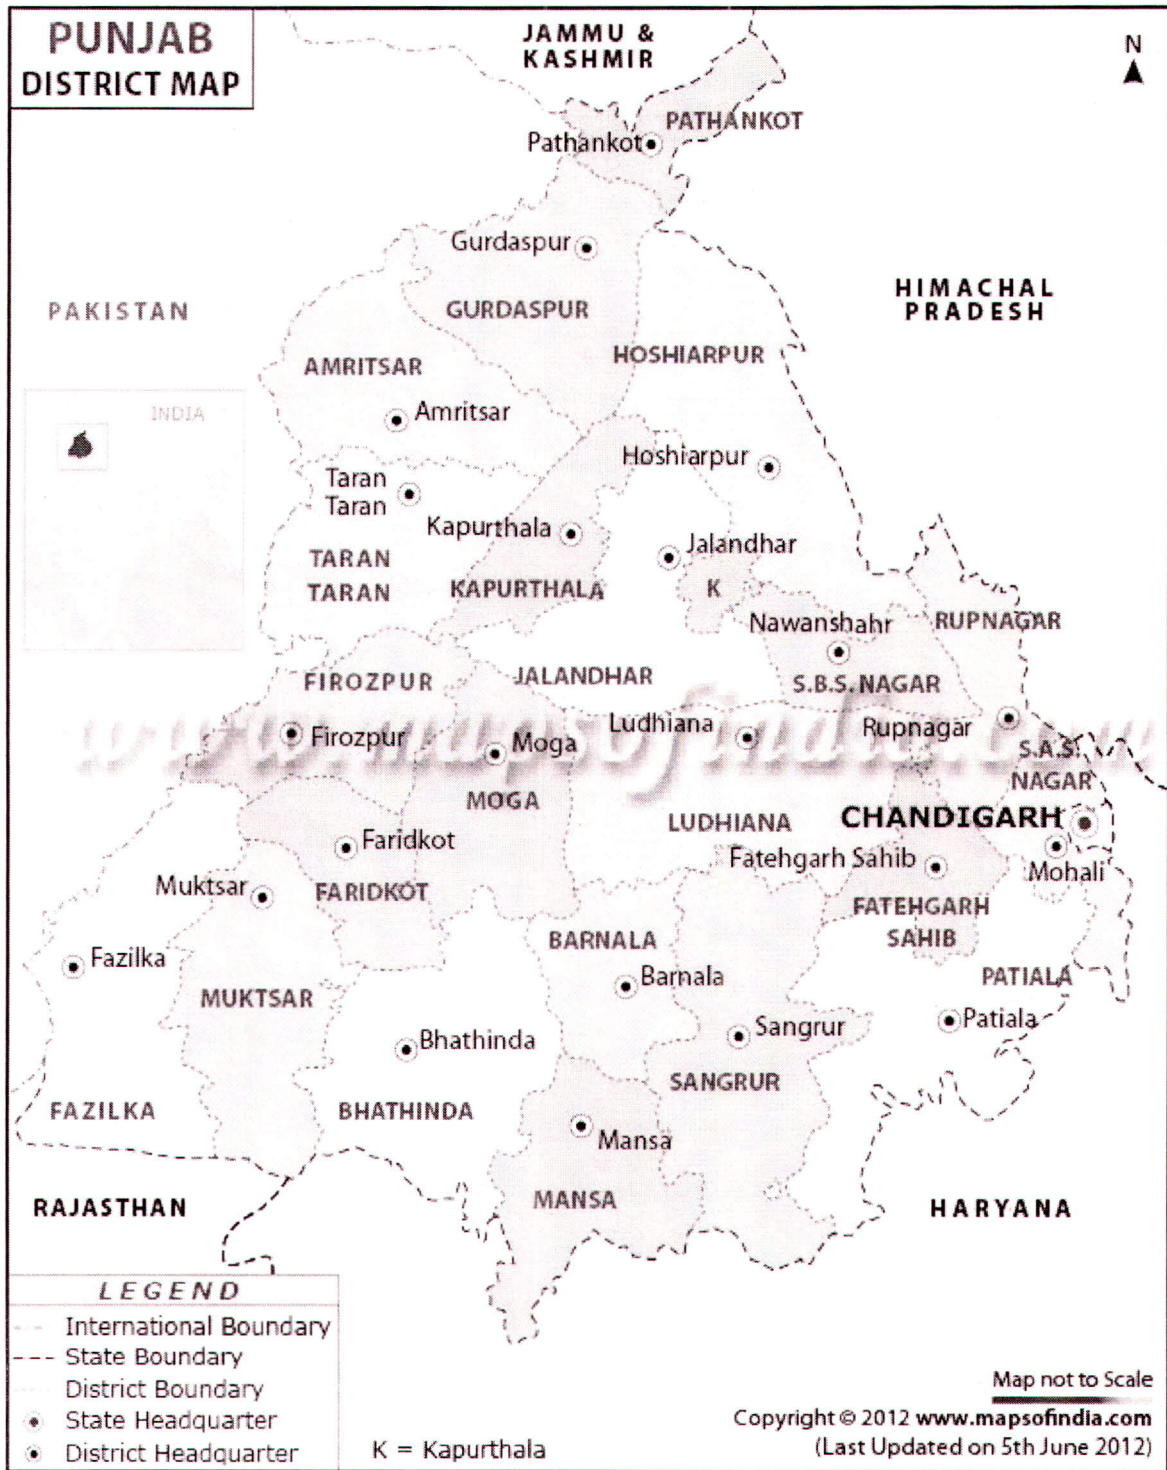 PUNJAB
DISTRICT MAP
JAMMU &
KASHMIR
N
PATHANKOT
Pathankot
Gurdaspur
GURDASPUR
PAKISTAN
HIMACHAL
PRADESH
HOSHIARPUR
AMRITSAR
Amritsar
INDIA
Hoshiarpur
Taran
Taran
Kapurthala
Jalandhar
TARAN
TARAN
KAPURTHALA
K
Nawanshahr
RUPNAGAR
JALANDHAR
FIROZPUR
S.B.S. NAGAR
www.mapsofindia.com
Firozpur
Moga
Ludhiana
Rupnagar
S.A.S.
NAGAR
MOGA
LUDHIANA
CHANDIGARH
Faridkot
Fatehgarh Sahib
Mohali
Muktsar
FARIDKOT
FATEHGARH
SAHIB
BARNALA
Fazilka
Barnala
PATIALA
MUKTSAR
Sangrur
Patiala
Bhathinda
SANGRUR
FAZILKA
BHATHINDA
Mansa
MANSA
RAJASTHAN
HARYANA
LEGEND
International Boundary
State Boundary
District Boundary
State Headquarter
District Headquarter
K = Kapurthala
Map not to Scale
Copyright © 2012 www.mapsofindia.com
(Last Updated on 5th June 2012)